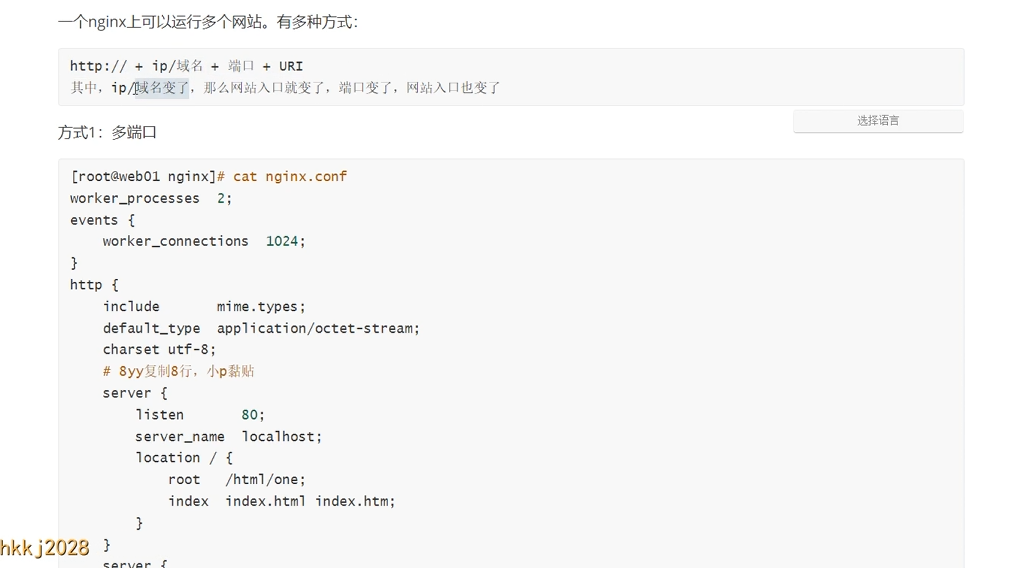 一个nginx上可以运行多个网站。有多种方式：
http:// + ip/域名 + 端口 + URI
其中，ip/域名变了，那么网站入口就变了，端口变了，网站入口也变了
选择语言
方式1：多端口
[root@web01 nginx]# cat nginx.conf
worker_processes  2;
events {
    worker_connections  1024;
}
http {
    include       mime.types;
    default_type  application/octet-stream;
    charset utf-8;
    # 8yy复制8行，小p黏贴
    server {
        listen       80;
        server_name  localhost;
        location / {
            root   /html/one;
            index  index.html index.htm;
        }
    }
    server {
hkkj2028